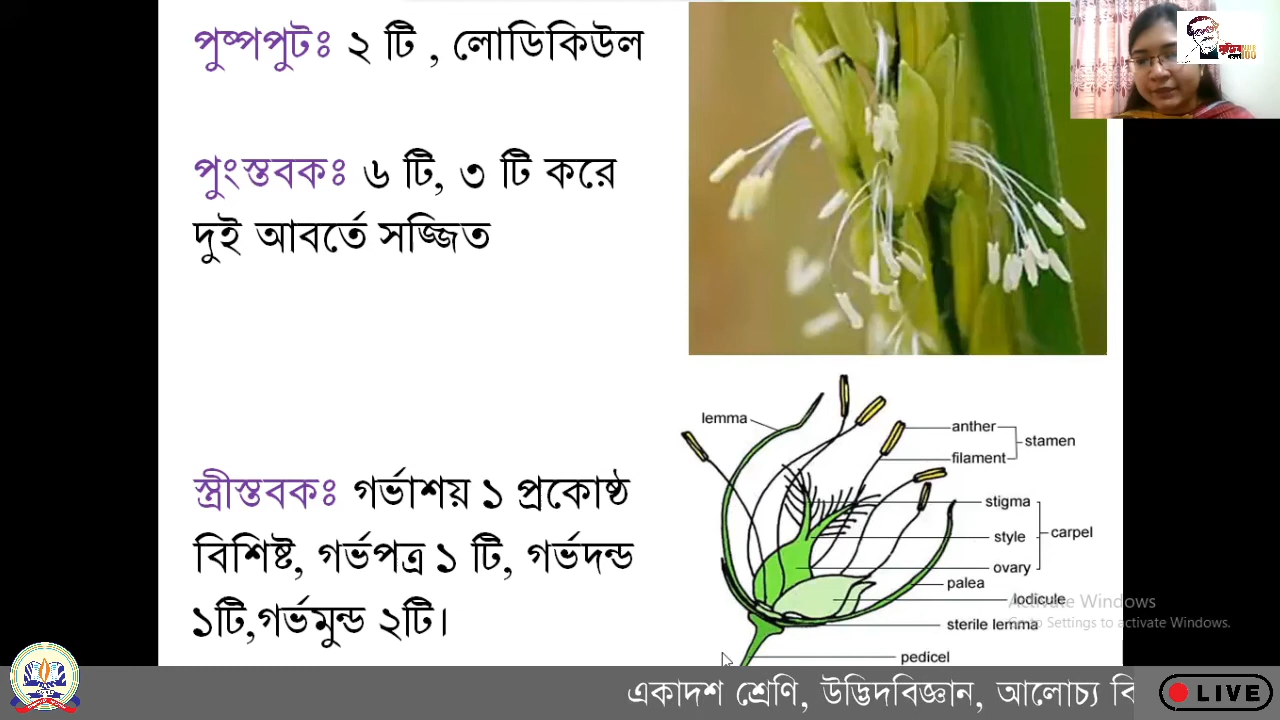 পুষ্পপুটঃ ২ টি , লোডিকিউল
পুংস্তবকঃ ৬ টি, ৩ টি করে
দুই আবর্তে সজ্জিত
স্ত্রীস্তবকঃ গর্ভাশয় ১ প্রকোষ্ঠ
বিশিষ্ট, গর্ভপত্র ১ টি, গর্ভদন্ড
১টি,গর্ভমুন্ড ২টি।
lemma
anther
stamen
filament
stigma
style
carpel
ovary
palea
lodicule
sterile lemma
pedicel
Activate Windows
Go to Settings to activate Windows.
একাদশ শ্রেণি, উদ্ভিদবিজ্ঞান, আলোচ্য বি
LIVE